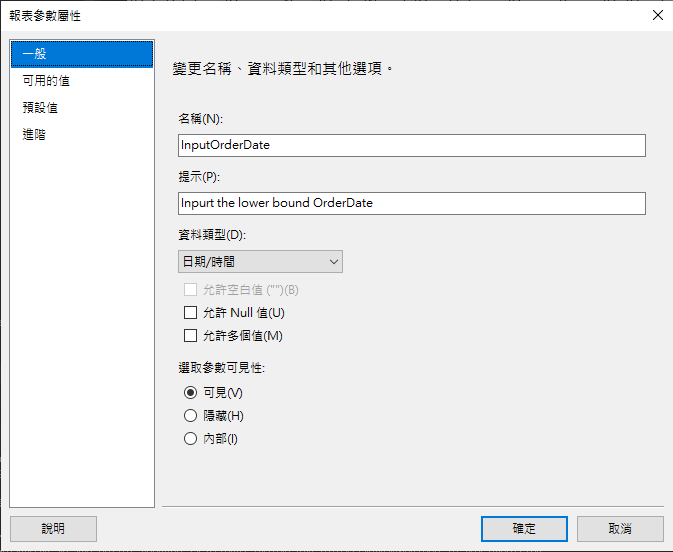 報表參數屬性
一般
可用的值
預設值
進階
變更名稱、資料類型和其他選項。
名稱(N):
InputOrderDate
提示(P):
Inpurt the lower bound OrderDate
資料類型(D):
日期/時間
允許空白值 ("")(B)
允許 Null 值(U)
允許多個值(M)
選取參數可見性:
可見(V)
隱藏(H)
內部(I)
說明
確定
取消